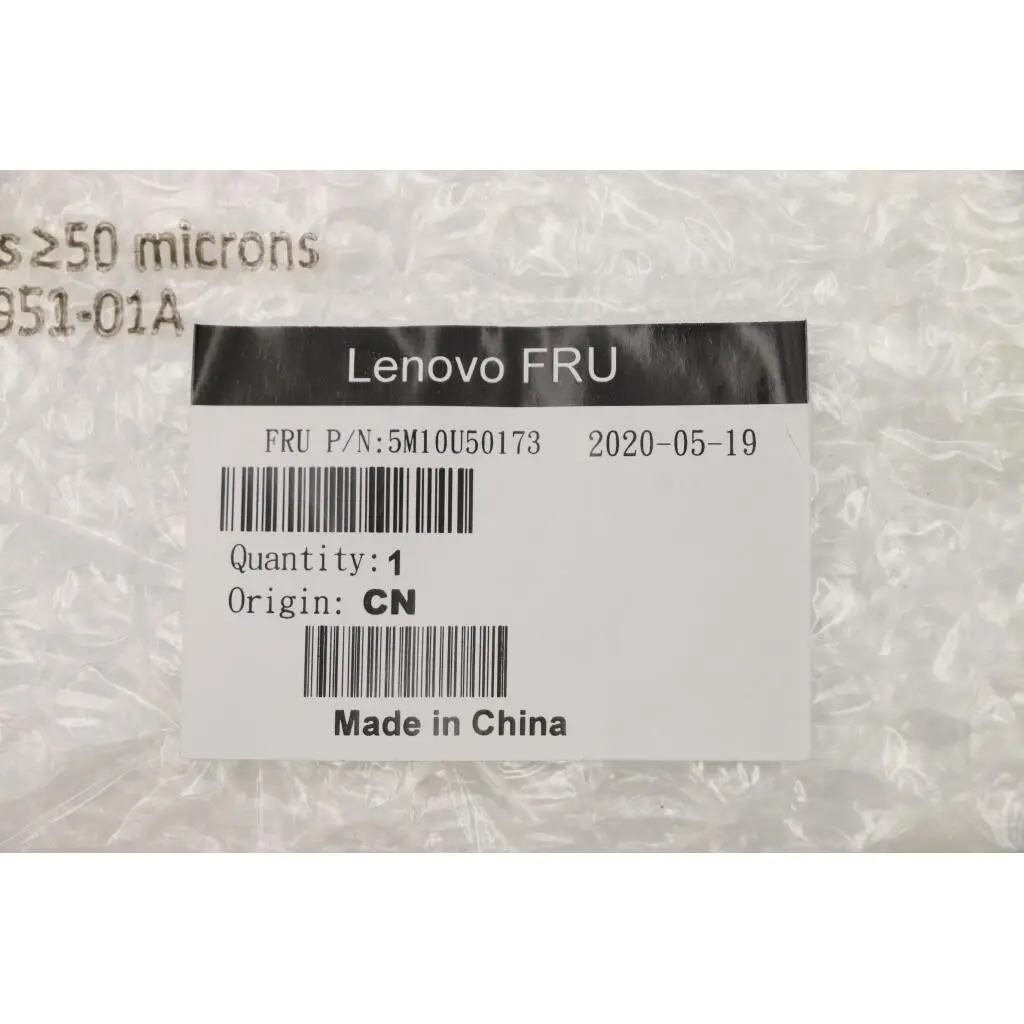 s ≥50 microns
951-01A
Lenovo FRU
FRU P/N:5M10U50173 2020-05-19
Quantity:1
Origin: CN
Made in China